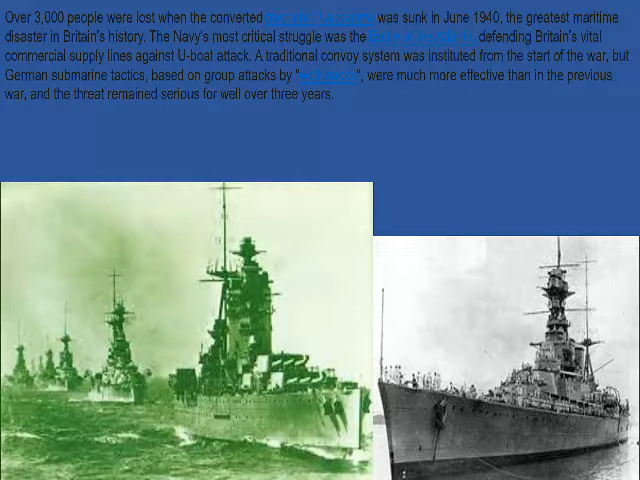 Over 3,000 people were lost when the converted was sunk in June 1940, the greatest maritime
disaster in Britain's history. The Navy's most critical struggle was the defending Britain's vital
commercial supply lines against U-boat attack. A traditional convoy system was instituted from the start of the war, but
German submarine tactics, based on group attacks by "", were much more effective than in the previous
war, and the threat remained serious for well over three years.